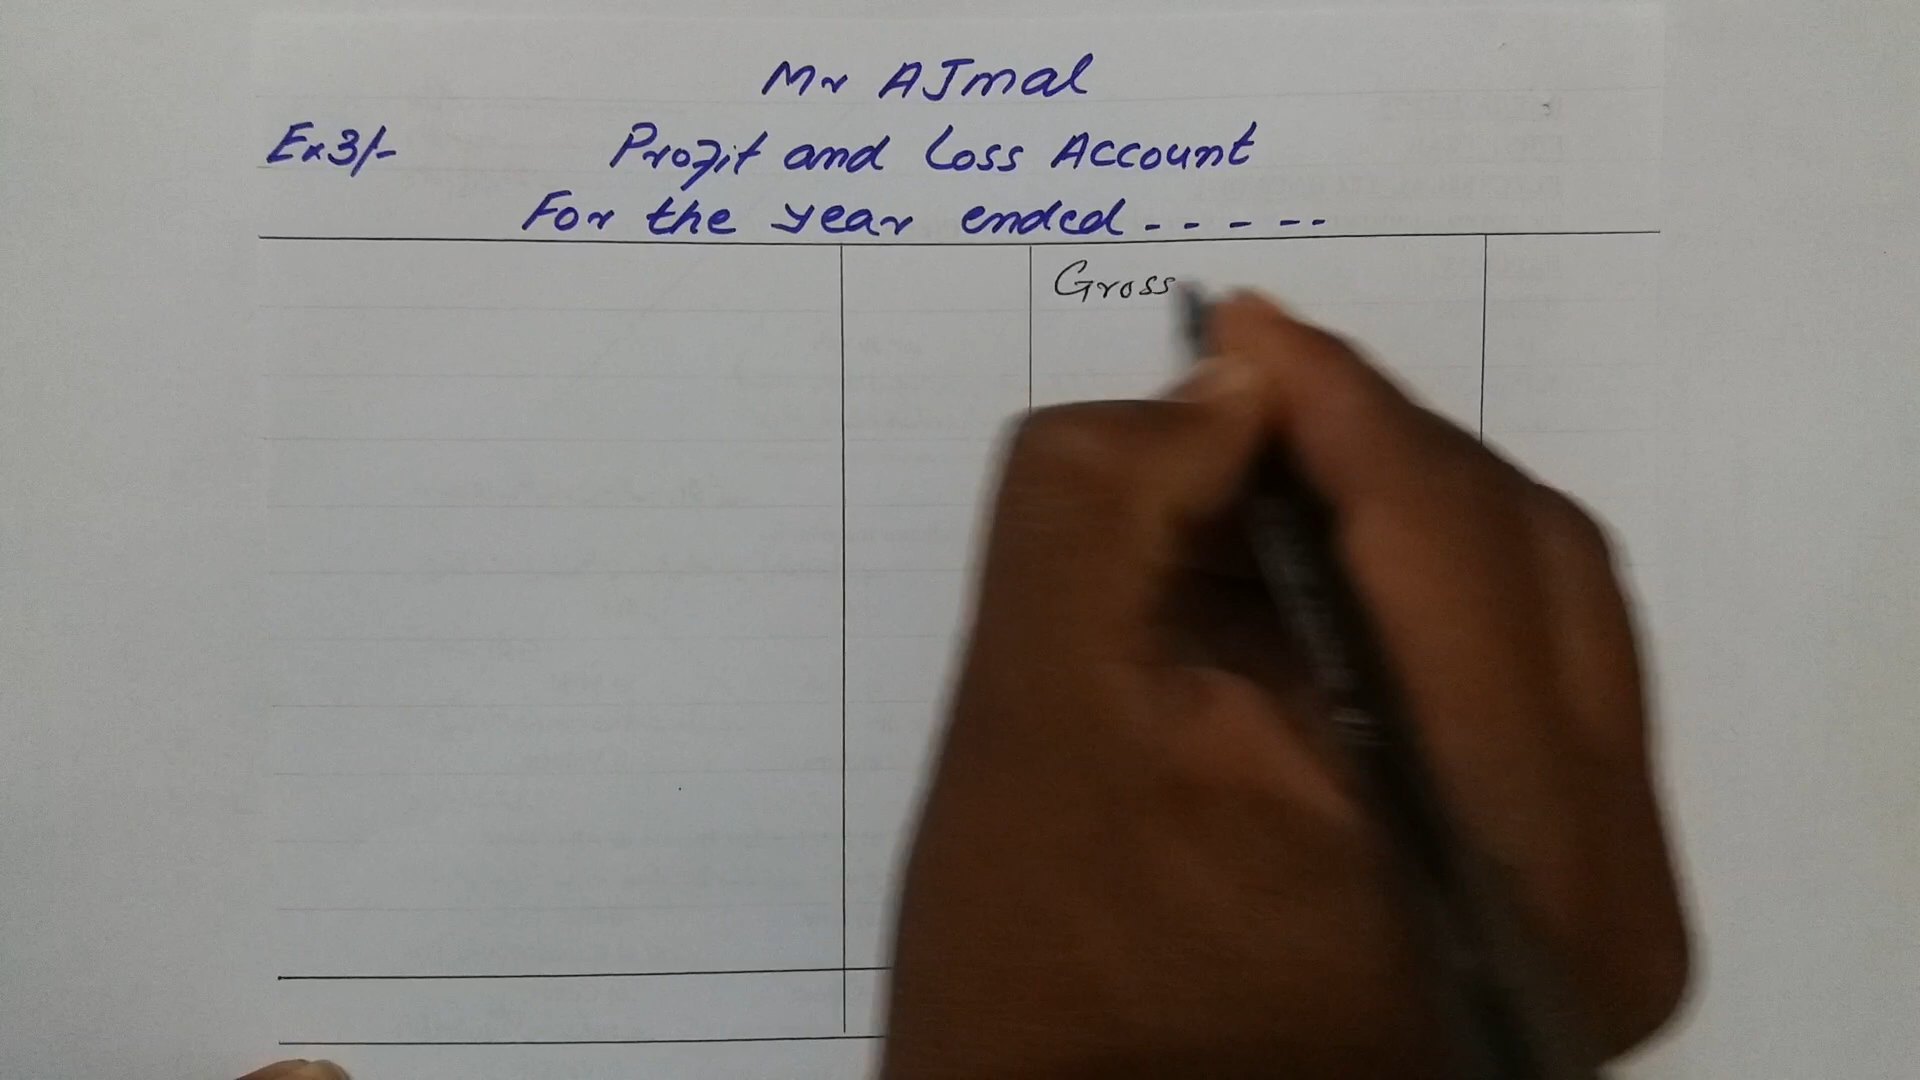 Mr AJmal
Ex3/- Profit and Loss Account
For the year ended - - - - -
Gross